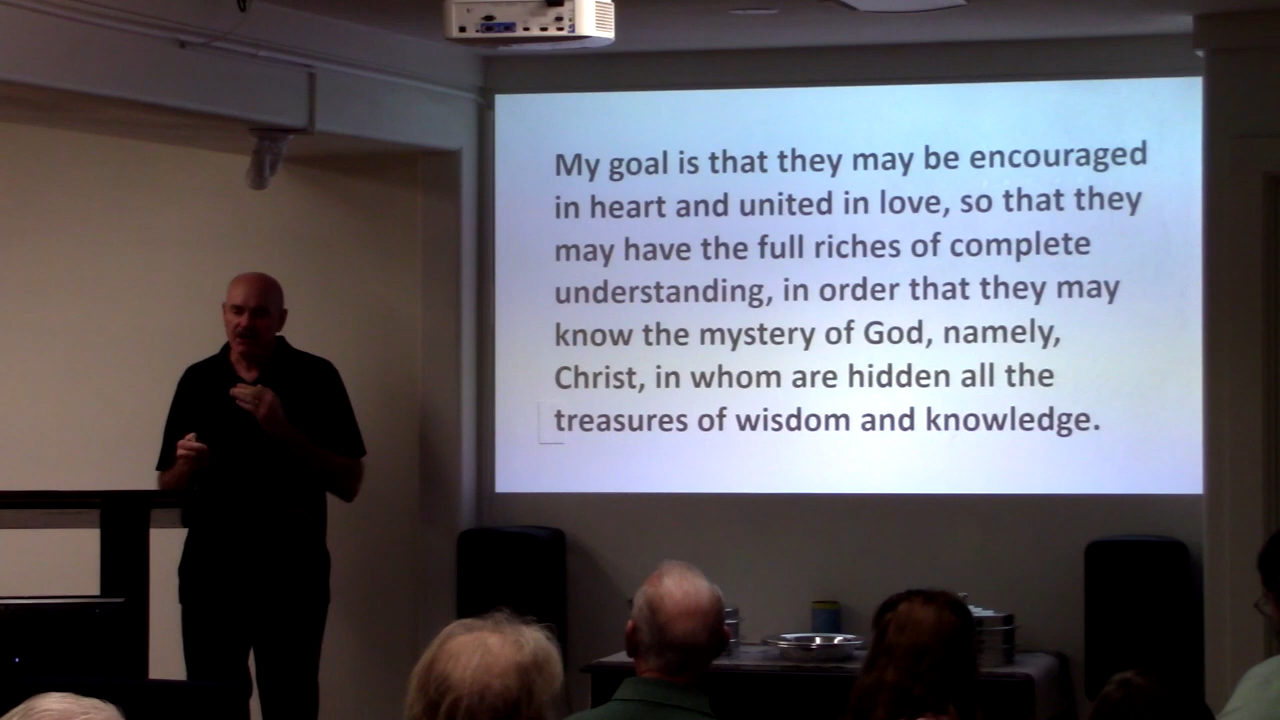 My goal is that they may be encouraged
in heart and united in love, so that they
may have the full riches of complete
understanding, in order that they may
know the mystery of God, namely,
Christ, in whom are hidden all the
treasures of wisdom and knowledge.